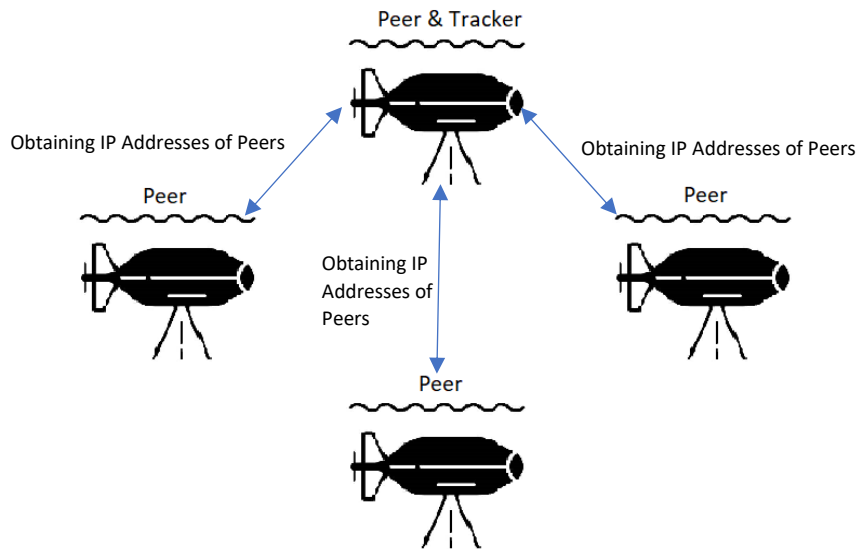 Peer & Tracker
Obtaining IP Addresses of Peers
Obtaining IP Addresses of Peers
Peer
Peer
Obtaining IP
Addresses of
Peers
Peer